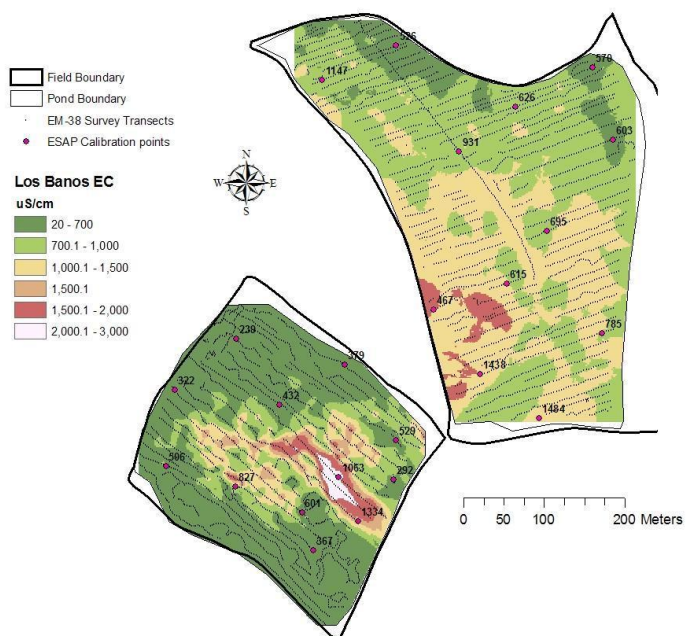 Field Boundary
Pond Boundary
EM-38 Survey Transects
ESAP Calibration points
N
W E
S
Los Banos EC
uS/cm
20 - 700
700.1 - 1,000
1,000.1 - 1,500
1,500.1
1,500.1 - 2,000
2,000.1 - 3,000
526
570
1147
626
603
931
695
615
467
785
1438
1484
239
379
322
432
529
596
1063
292
827
601
1334
367
0 50 100 200 Meters